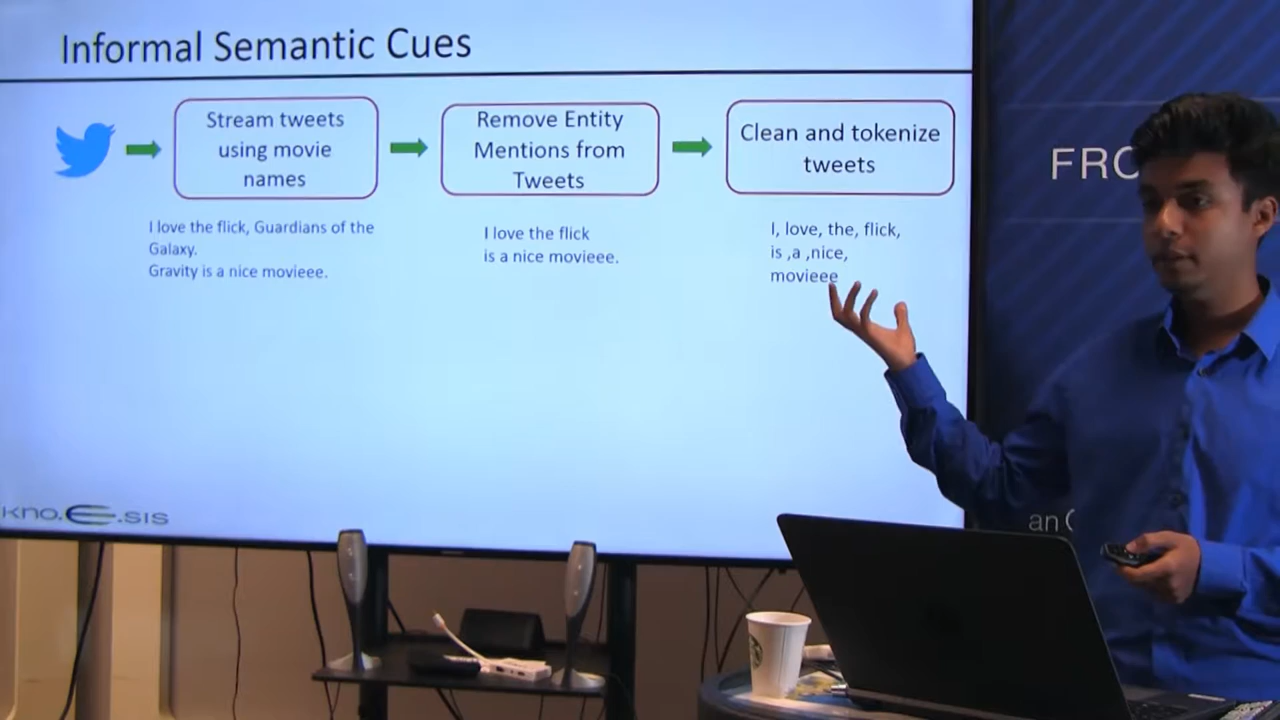 Informal Semantic Cues
Stream tweets
using movie
names
Remove Entity
Mentions from
Tweets
Clean and tokenize
tweets
I love the flick, Guardians of the
Galaxy.
Gravity is a nice movieee.
I love the flick
is a nice movieee.
I, love, the, flick,
is ,a ,nice,
movieee
kno.e.sis
FRO
an